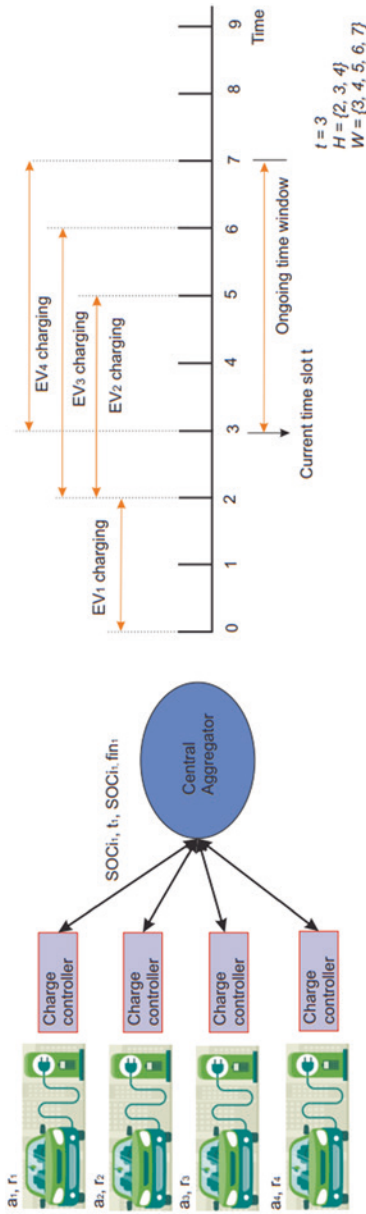 a₁, r₁
Charge
controller
a₂, r₂
Charge
controller
a₃, r₃
Charge
controller
a₄, r₄
Charge
controller
SOCi₁, t₁, SOCi₁, fin₁
Central
Aggregator
EV₄ charging
EV₃ charging
EV₂ charging
EV₁ charging
0 1 2 3 4 5 6 7 8 9
Time
Ongoing time window
Current time slot t
t = 3
H = {2, 3, 4}
W = {3, 4, 5, 6, 7}